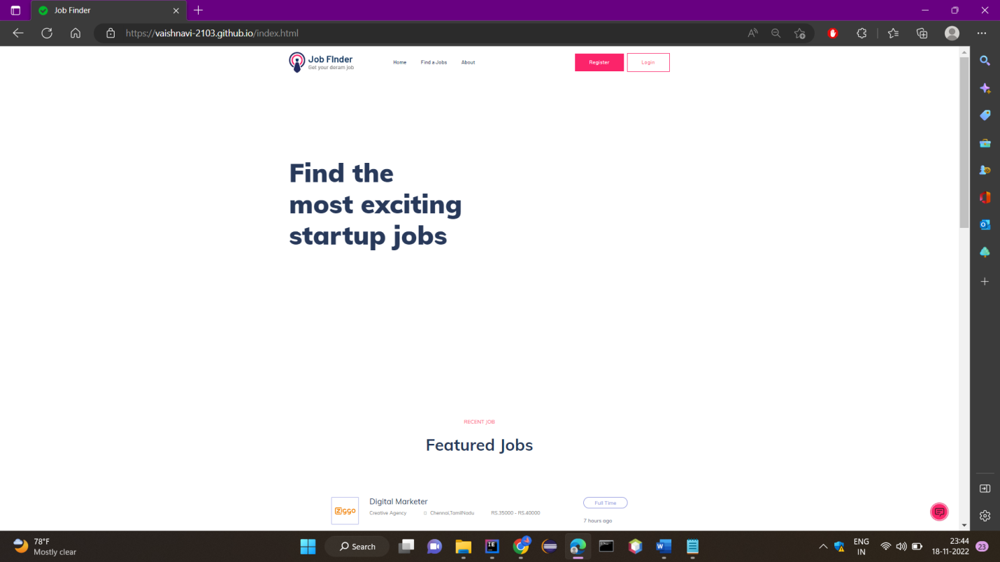 Job Finder
https://vaishnavi-2103.github.io/index.html
Job FInder
Get your deram job
Home
Find a Jobs
About
Register
Login
Find the
most exciting
startup jobs
RECENT JOB
Featured Jobs
Ziggo
Digital Marketer
Creative Agency
Chennai,TamilNadu
RS.35000 - RS.40000
Full Time
7 hours ago
78°F
Mostly clear
Search
ENG
IN
23:44
18-11-2022
23